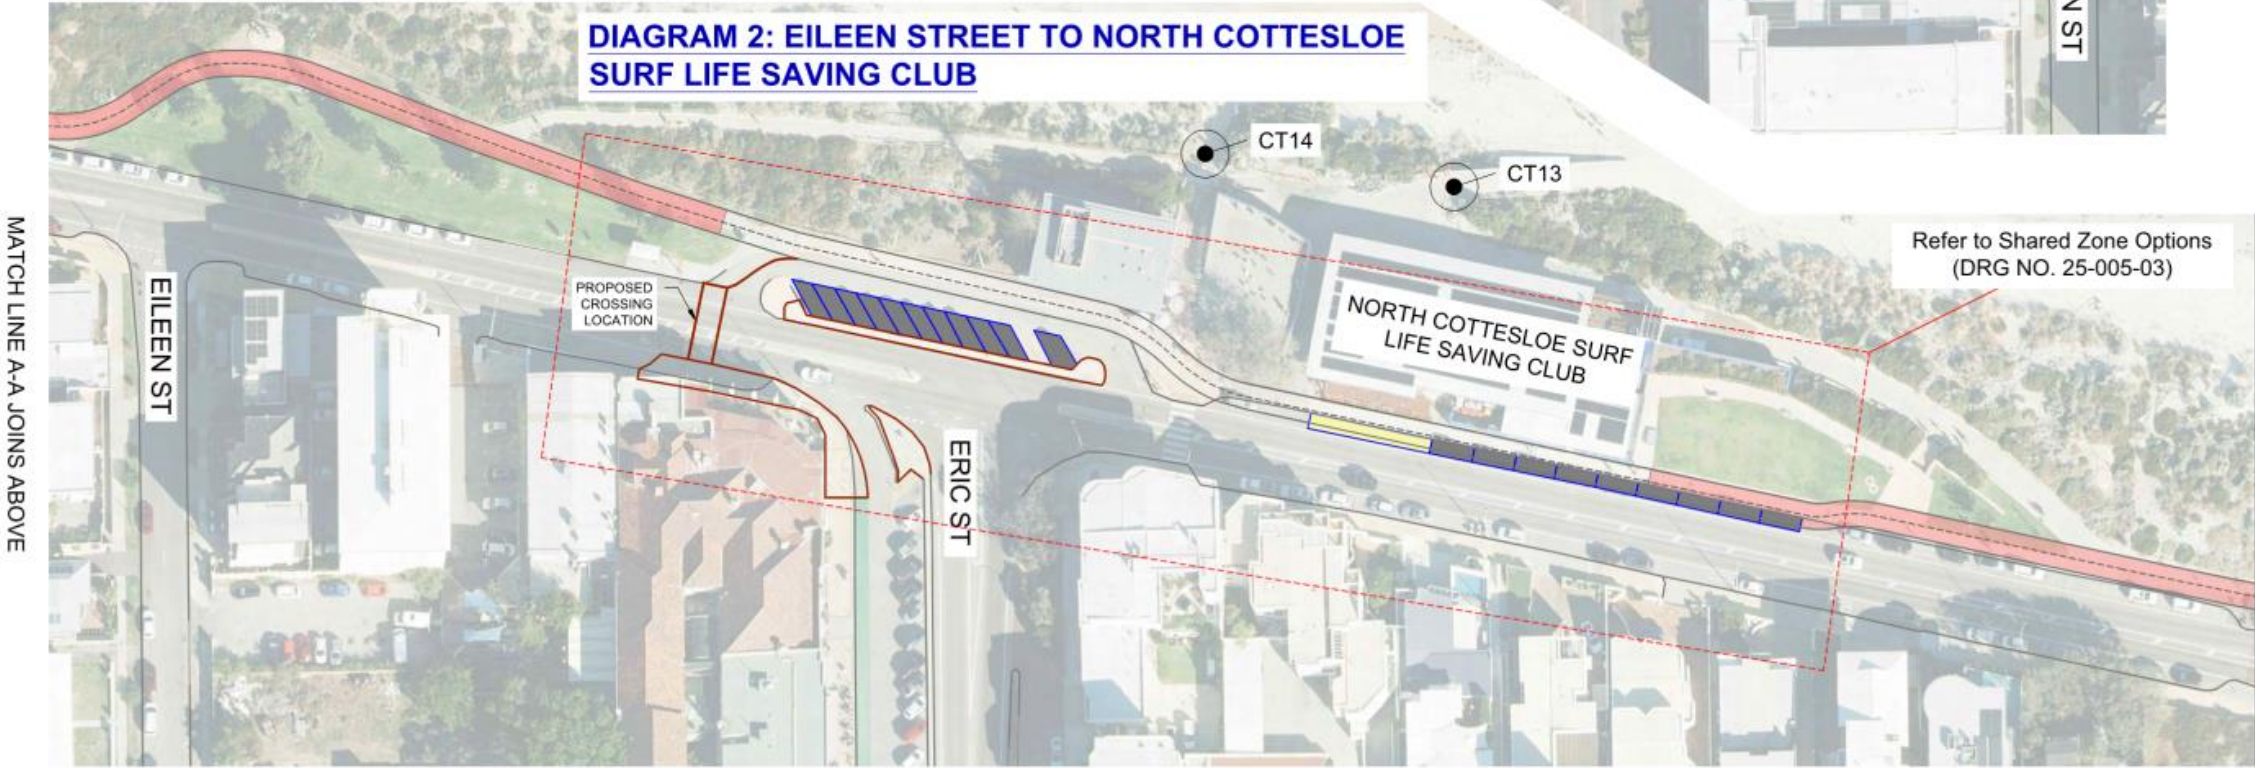 DIAGRAM 2: EILEEN STREET TO NORTH COTTESLOE
SURF LIFE SAVING CLUB
N ST
CT14
CT13
Refer to Shared Zone Options
(DRG NO. 25-005-03)
MATCH LINE A-A JOINS ABOVE
EILEEN ST
PROPOSED
CROSSING
LOCATION
NORTH COTTESLOE SURF
LIFE SAVING CLUB
ERIC ST